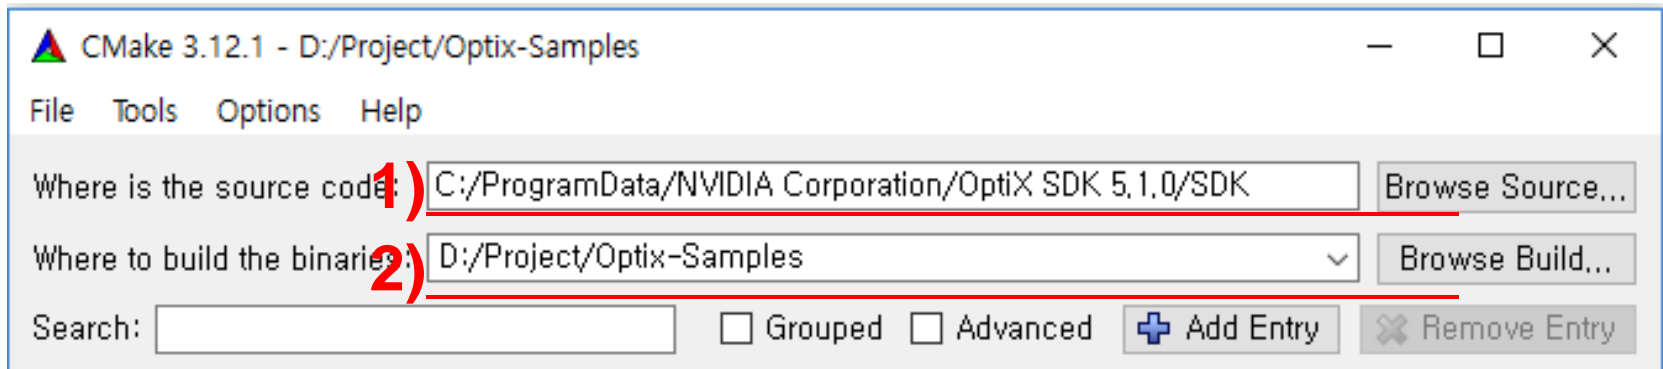 CMake 3.12.1 - D:/Project/Optix-Samples
File Tools Options Help
Where is the source code: 1) C:/ProgramData/NVIDIA Corporation/OptiX SDK 5.1.0/SDK Browse Source...
Where to build the binaries: 2) D:/Project/Optix-Samples Browse Build...
Search: Grouped Advanced Add Entry Remove Entry